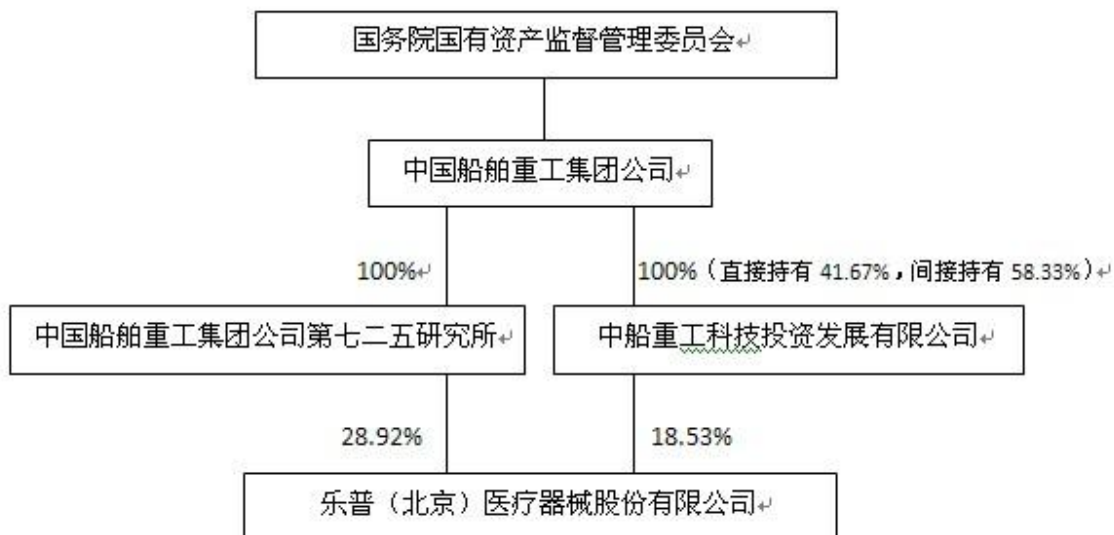 国务院国有资产监督管理委员会
中国船舶重工集团公司
100%
100%（直接持有 41.67%，间接持有 58.33%）
中国船舶重工集团公司第七二五研究所
中船重工科技投资发展有限公司
28.92%
18.53%
乐普（北京）医疗器械股份有限公司